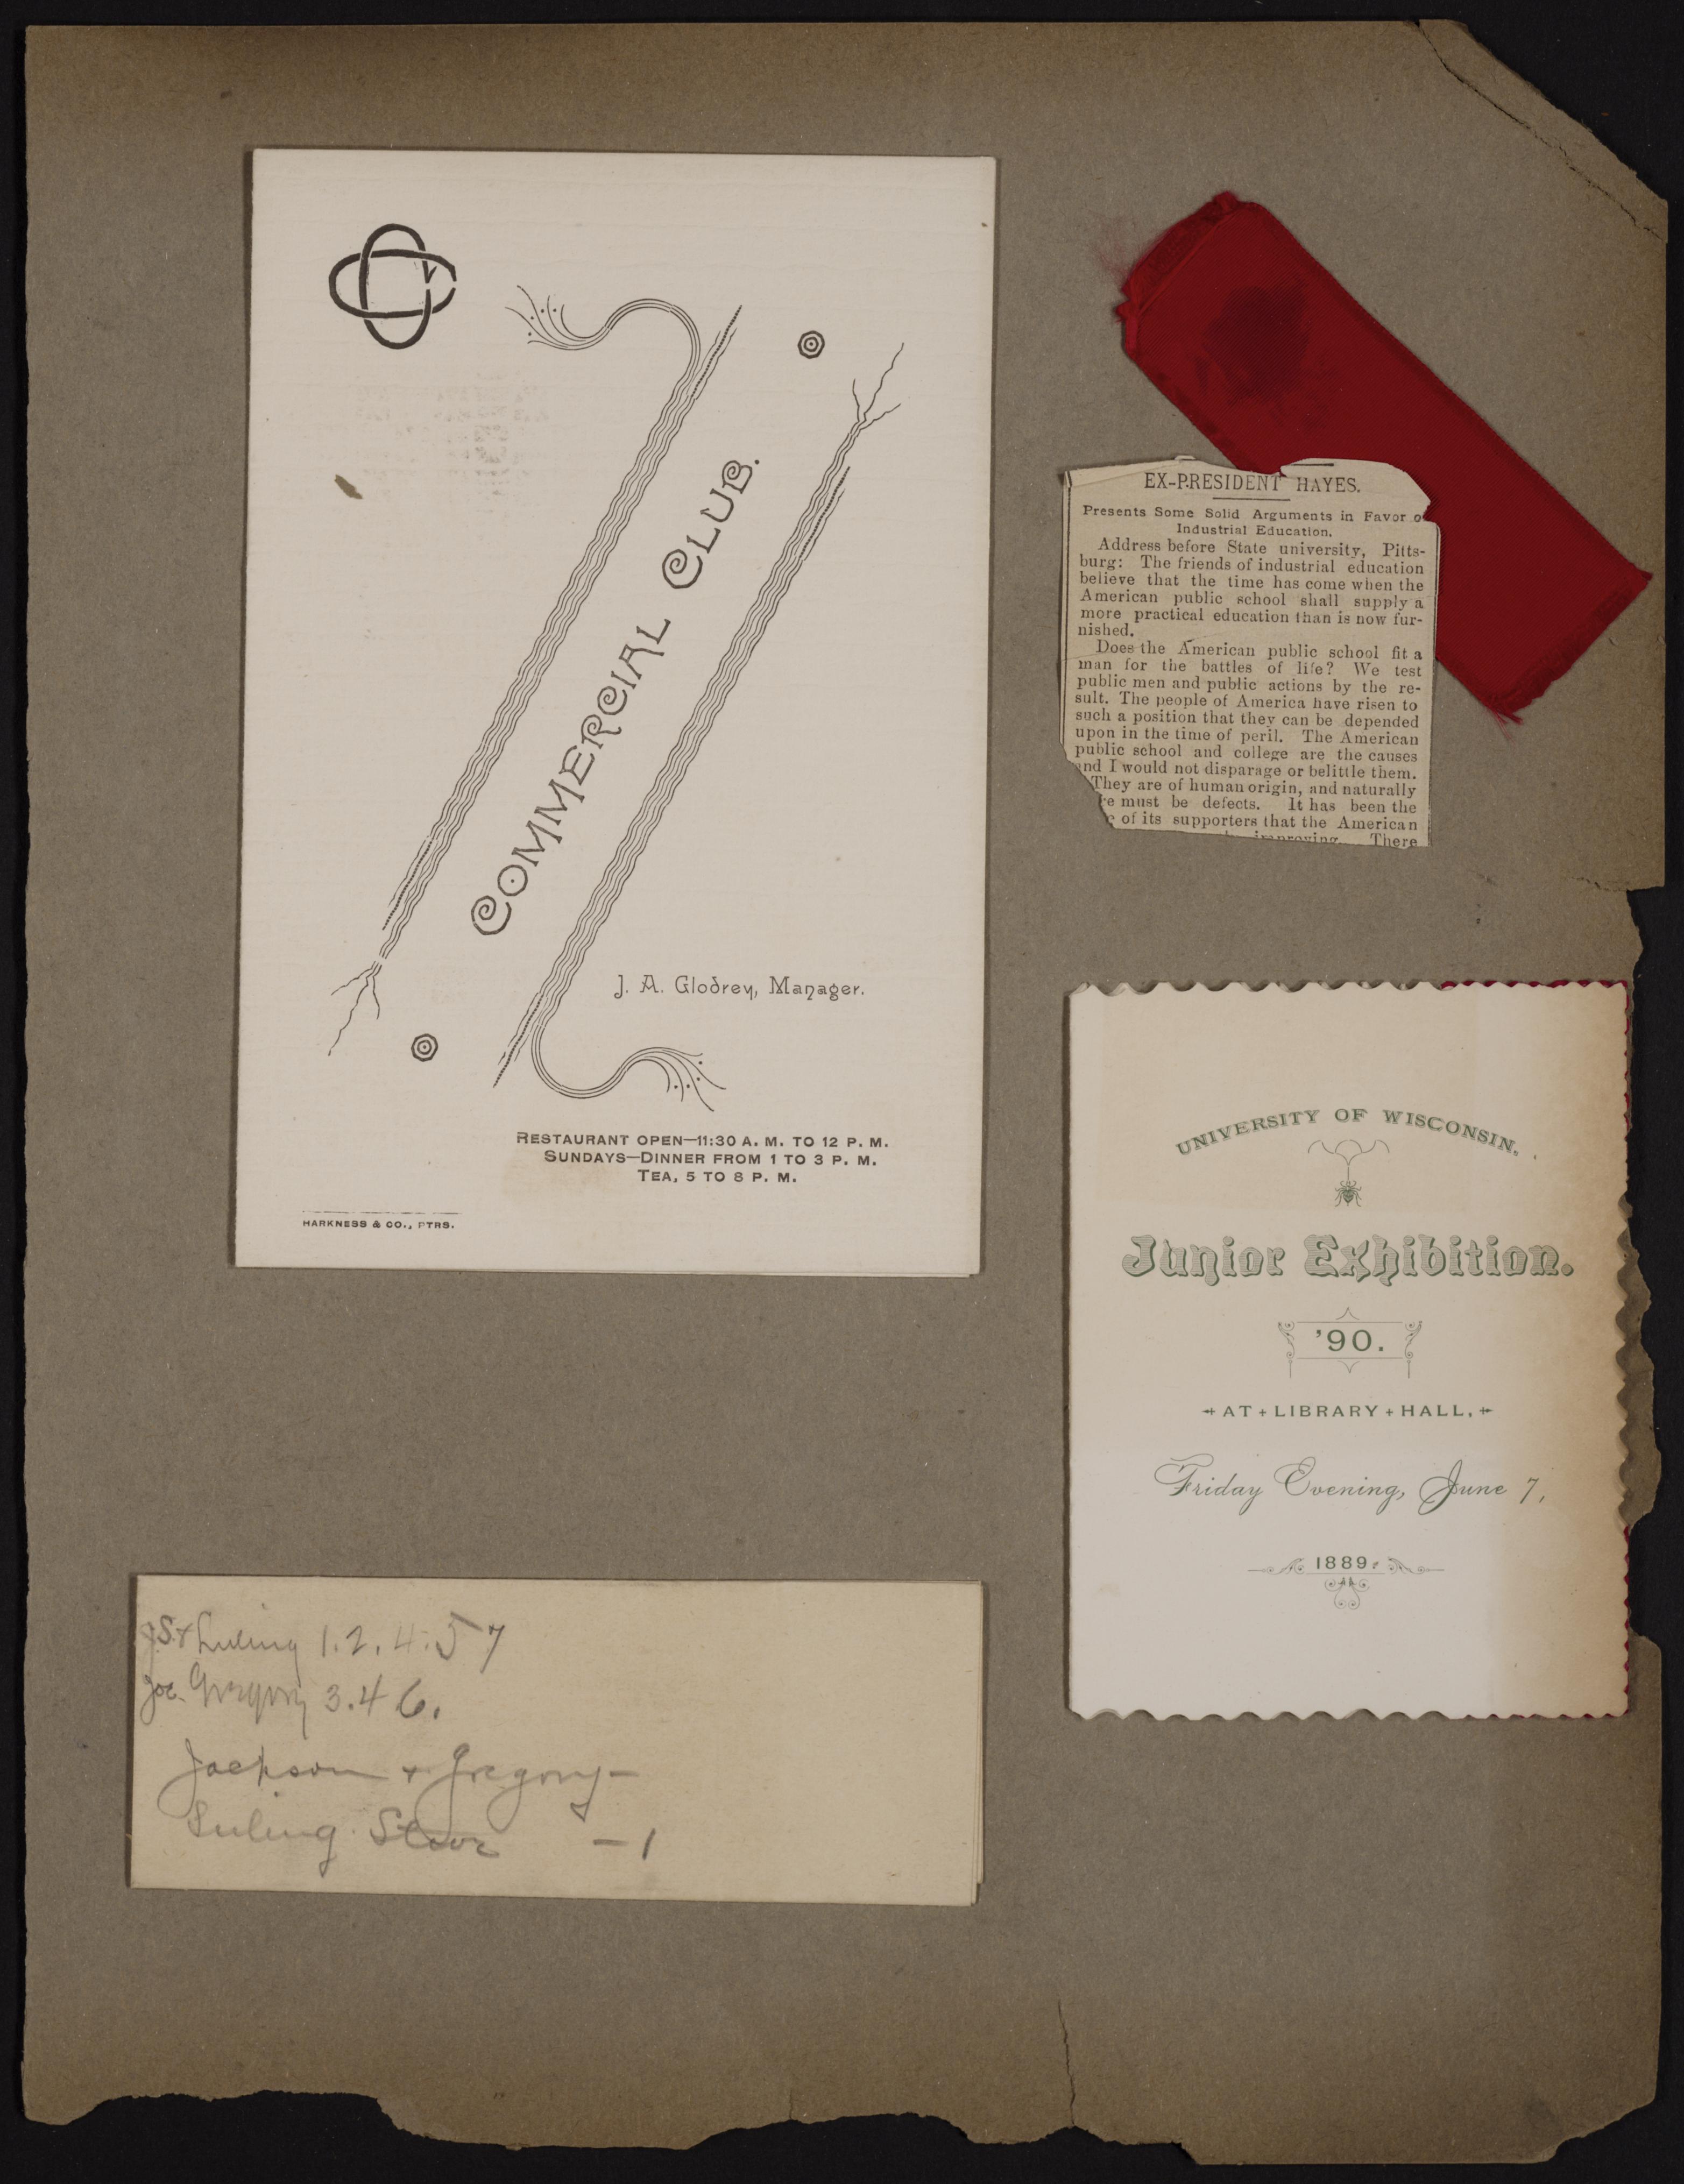 COMMERCIAL CLUB.
J. A. Glodrey, Manager.
RESTAURANT OPEN—11:30 A. M. TO 12 P. M.
SUNDAYS—DINNER FROM 1 TO 3 P. M.
TEA, 5 TO 8 P. M.
HARKNESS & CO., PTRS.
EX-PRESIDENT HAYES.
Presents Some Solid Arguments in Favor
Industrial Education.
Address before State university, Pitts-
burg: The friends of industrial education
believe that the time has come when the
American public school shall supply a
more practical education than is now fur-
nished.
Does the American public school fit a
man for the battles of life? We test
public men and public actions by the re-
sult. The people of America have risen to
such a position that they can be depended
upon in the time of peril. The American
public school and college are the causes
and I would not disparage or belittle them.
They are of human origin, and naturally
must be defects. It has been the
of its supporters that the American
improving. There
UNIVERSITY OF WISCONSIN.
Junior Exhibition.
'90.
AT + LIBRARY + HALL,
Friday Evening, June 7,
1889.
Luling 1. 2. 4. 5 7
Joe. Gregory 3. 4 6.
Jackson + Gregory —
Luling — 1